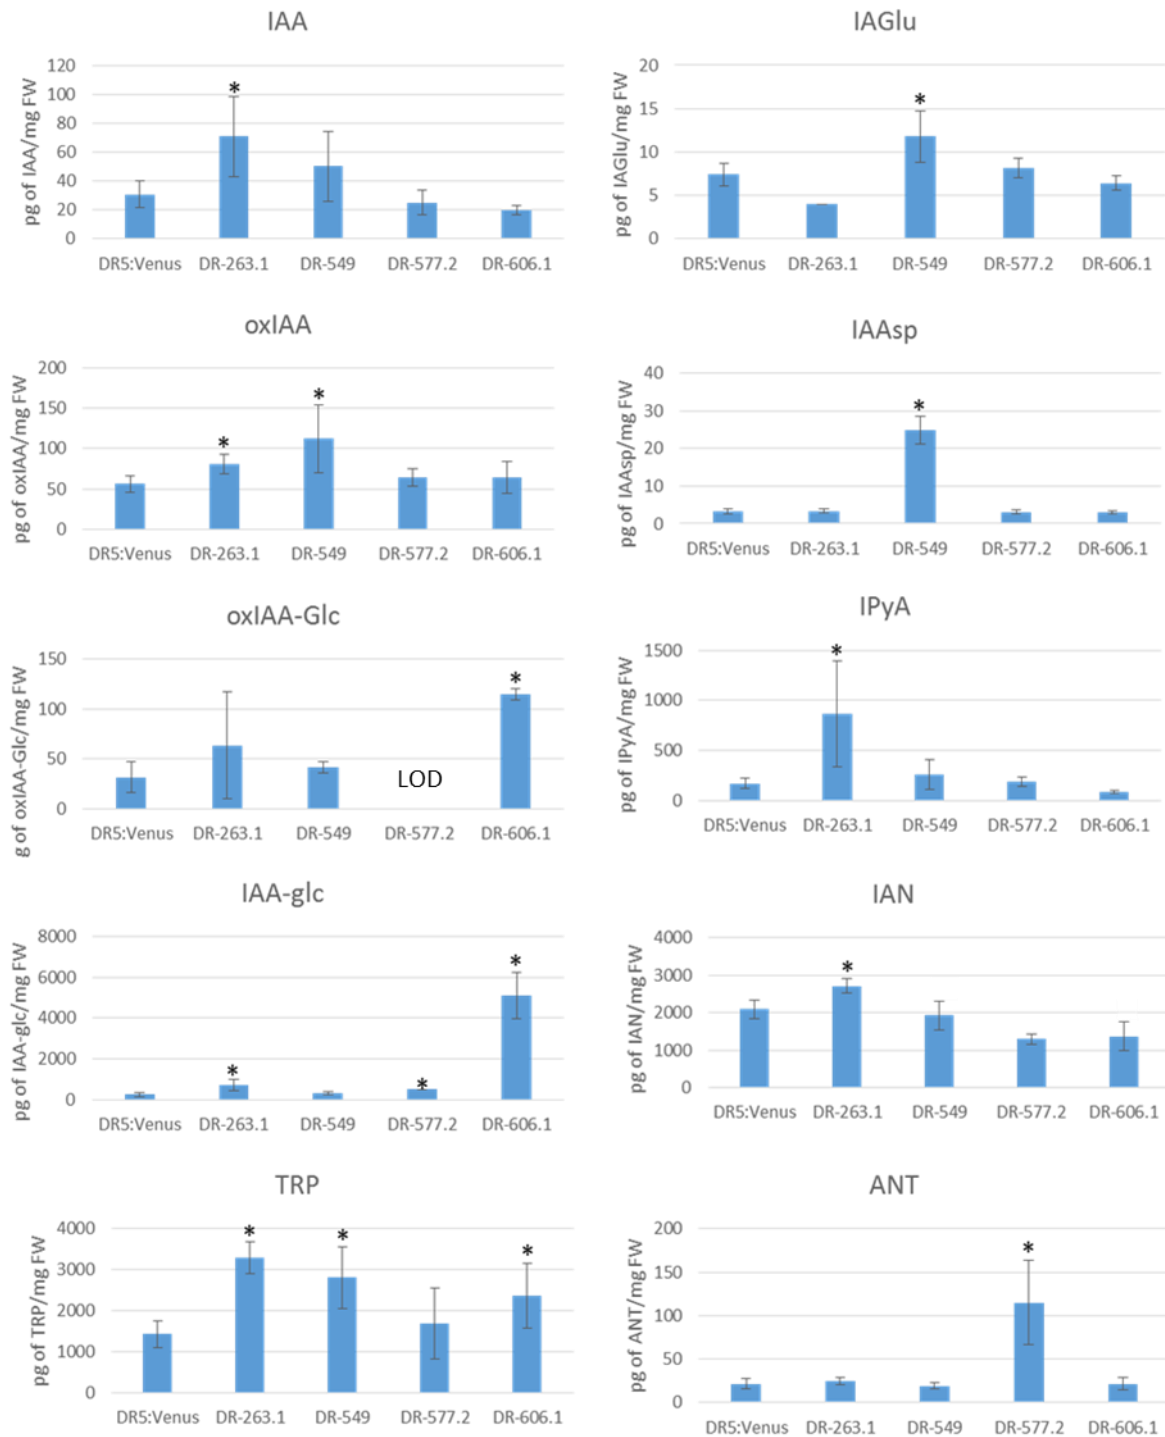 IAA
pg of IAA/mg FW
120
100
80
60
40
20
0
*
DR5:Venus DR-263.1 DR-549 DR-577.2 DR-606.1
IAGlu
pg of IAGlu/mg FW
20
15
10
5
0
*
DR5:Venus DR-263.1 DR-549 DR-577.2 DR-606.1
oxIAA
pg of oxIAA/mg FW
200
150
100
50
0
* *
DR5:Venus DR-263.1 DR-549 DR-577.2 DR-606.1
IAAsp
pg of IAAsp/mg FW
40
30
20
10
0
*
DR5:Venus DR-263.1 DR-549 DR-577.2 DR-606.1
oxIAA-Glc
g of oxIAA-Glc/mg FW
150
100
50
0
*
LOD
DR5:Venus DR-263.1 DR-549 DR-577.2 DR-606.1
IPyA
pg of IPyA/mg FW
1500
1000
500
0
*
DR5:Venus DR-263.1 DR-549 DR-577.2 DR-606.1
IAA-glc
pg of IAA-glc/mg FW
8000
6000
4000
2000
0
* * *
DR5:Venus DR-263.1 DR-549 DR-577.2 DR-606.1
IAN
pg of IAN/mg FW
4000
3000
2000
1000
0
*
DR5:Venus DR-263.1 DR-549 DR-577.2 DR-606.1
TRP
pg of TRP/mg FW
4000
3000
2000
1000
0
* * *
DR5:Venus DR-263.1 DR-549 DR-577.2 DR-606.1
ANT
pg of ANT/mg FW
200
150
100
50
0
*
DR5:Venus DR-263.1 DR-549 DR-577.2 DR-606.1